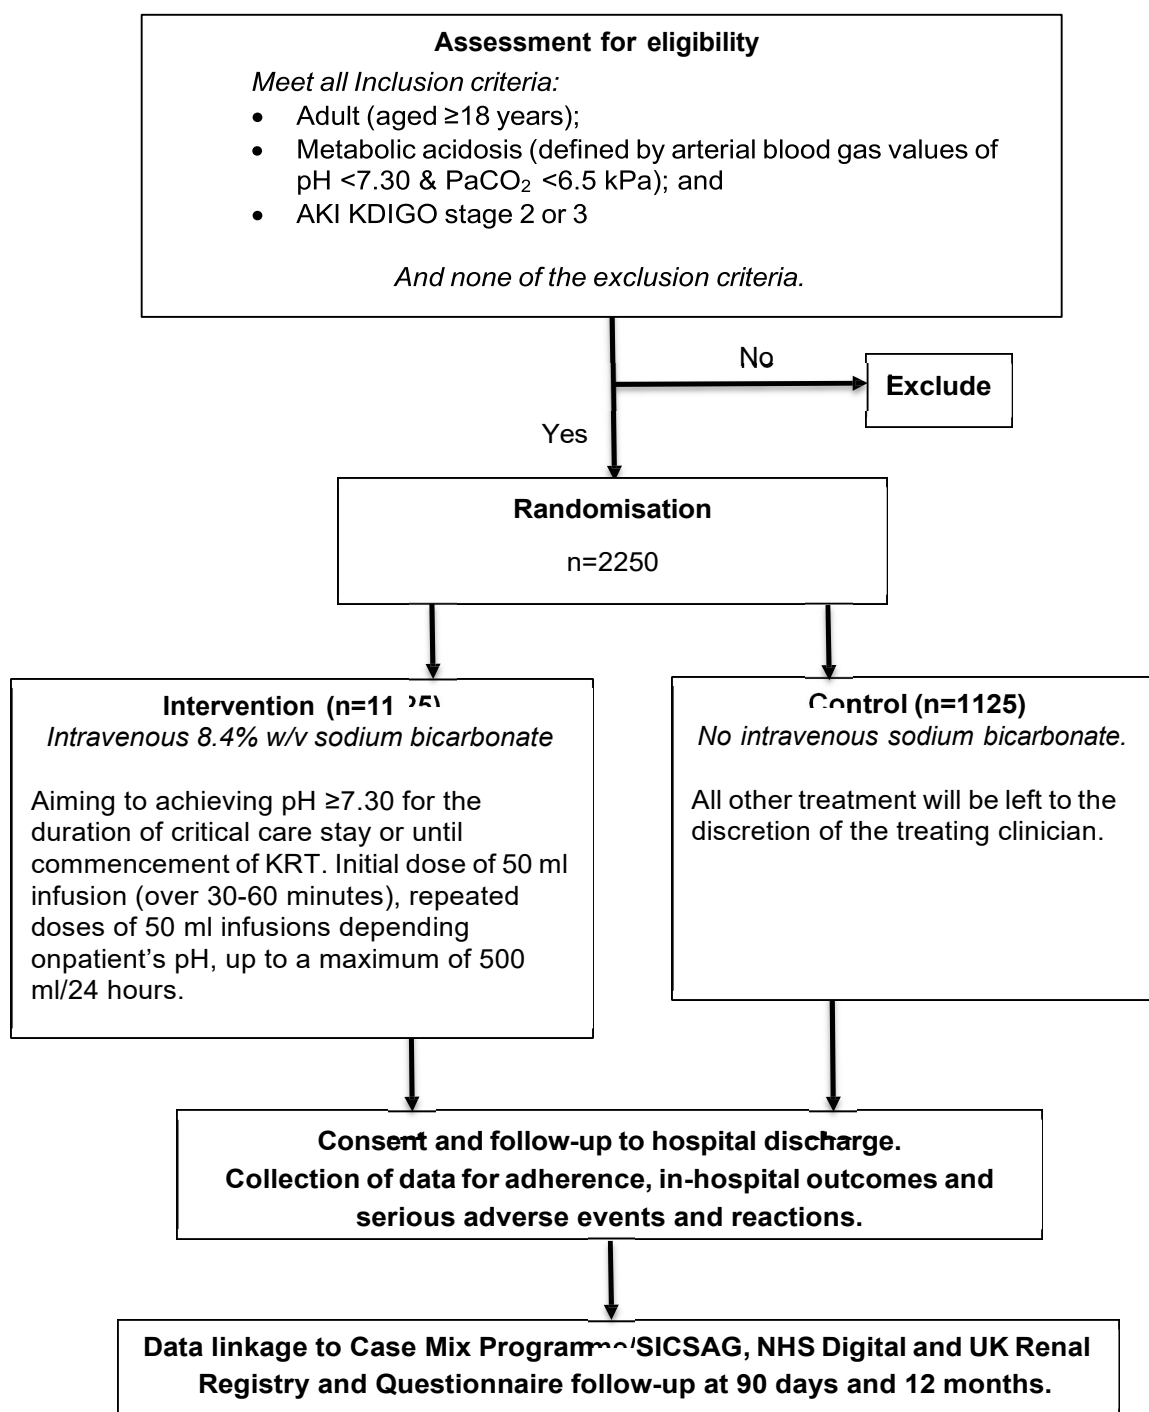 Assessment for eligibility
Meet all Inclusion criteria:
• Adult (aged ≥18 years);
• Metabolic acidosis (defined by arterial blood gas values of
pH <7.30 & PaCO₂ <6.5 kPa); and
• AKI KDIGO stage 2 or 3
And none of the exclusion criteria.
No
Exclude
Yes
Randomisation
n=2250
Intervention (n=1125)
Intravenous 8.4% w/v sodium bicarbonate
Aiming to achieving pH ≥7.30 for the
duration of critical care stay or until
commencement of KRT. Initial dose of 50 ml
infusion (over 30-60 minutes), repeated
doses of 50 ml infusions depending
onpatient's pH, up to a maximum of 500
ml/24 hours.
Control (n=1125)
No intravenous sodium bicarbonate.
All other treatment will be left to the
discretion of the treating clinician.
Consent and follow-up to hospital discharge.
Collection of data for adherence, in-hospital outcomes and
serious adverse events and reactions.
Data linkage to Case Mix Programme/SICSAG, NHS Digital and UK Renal
Registry and Questionnaire follow-up at 90 days and 12 months.